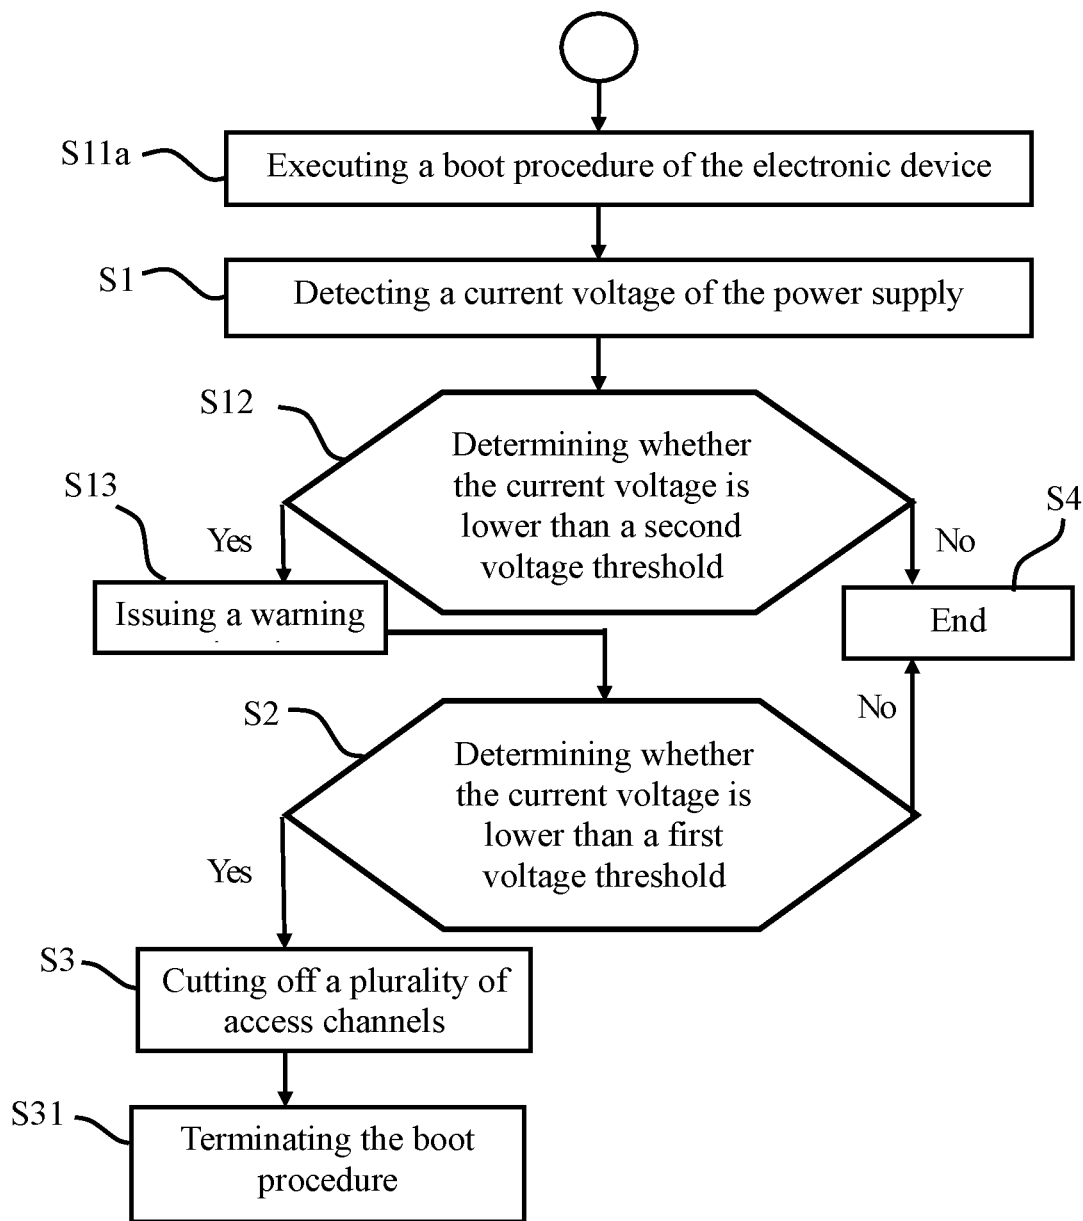 S11a
Executing a boot procedure of the electronic device
S1
Detecting a current voltage of the power supply
S12
Determining whether
the current voltage is
lower than a second
voltage threshold
S13
Yes
No
S4
Issuing a warning
End
S2
No
Determining whether
the current voltage is
lower than a first
voltage threshold
Yes
S3
Cutting off a plurality of
access channels
S31
Terminating the boot
procedure